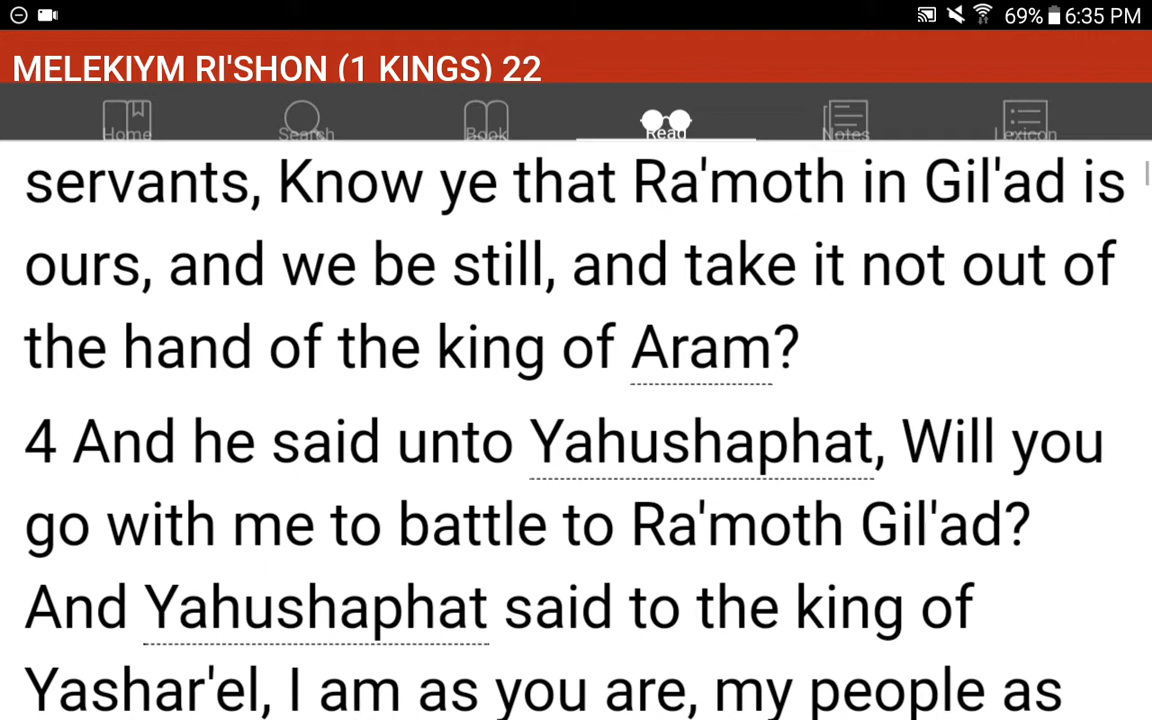 69% 6:35 PM
MELEKIYM RI'SHON (1 KINGS) 22
Home Search Book Read Notes Lexicon
servants, Know ye that Ra'moth in Gil'ad is
ours, and we be still, and take it not out of
the hand of the king of Aram?
4 And he said unto Yahushaphat, Will you
go with me to battle to Ra'moth Gil'ad?
And Yahushaphat said to the king of
Yashar'el, I am as you are, my people as